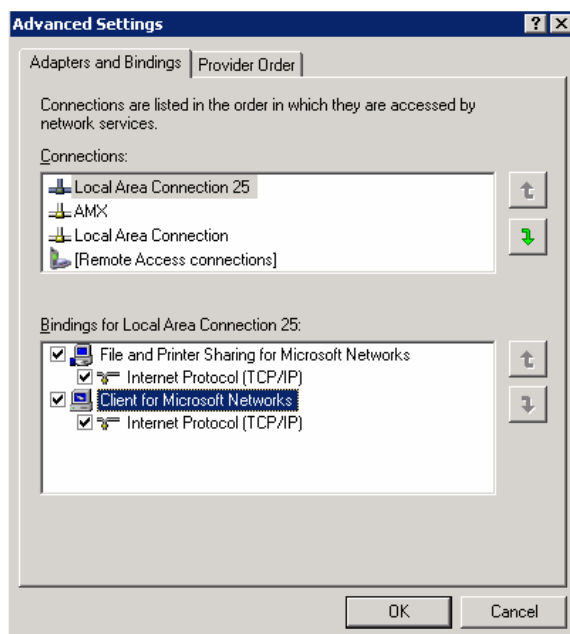 Advanced Settings
Adapters and Bindings
Provider Order
Connections are listed in the order in which they are accessed by
network services.
Connections:
Local Area Connection 25
AMX
Local Area Connection
[Remote Access connections]
Bindings for Local Area Connection 25:
File and Printer Sharing for Microsoft Networks
Internet Protocol (TCP/IP)
Client for Microsoft Networks
Internet Protocol (TCP/IP)
OK
Cancel